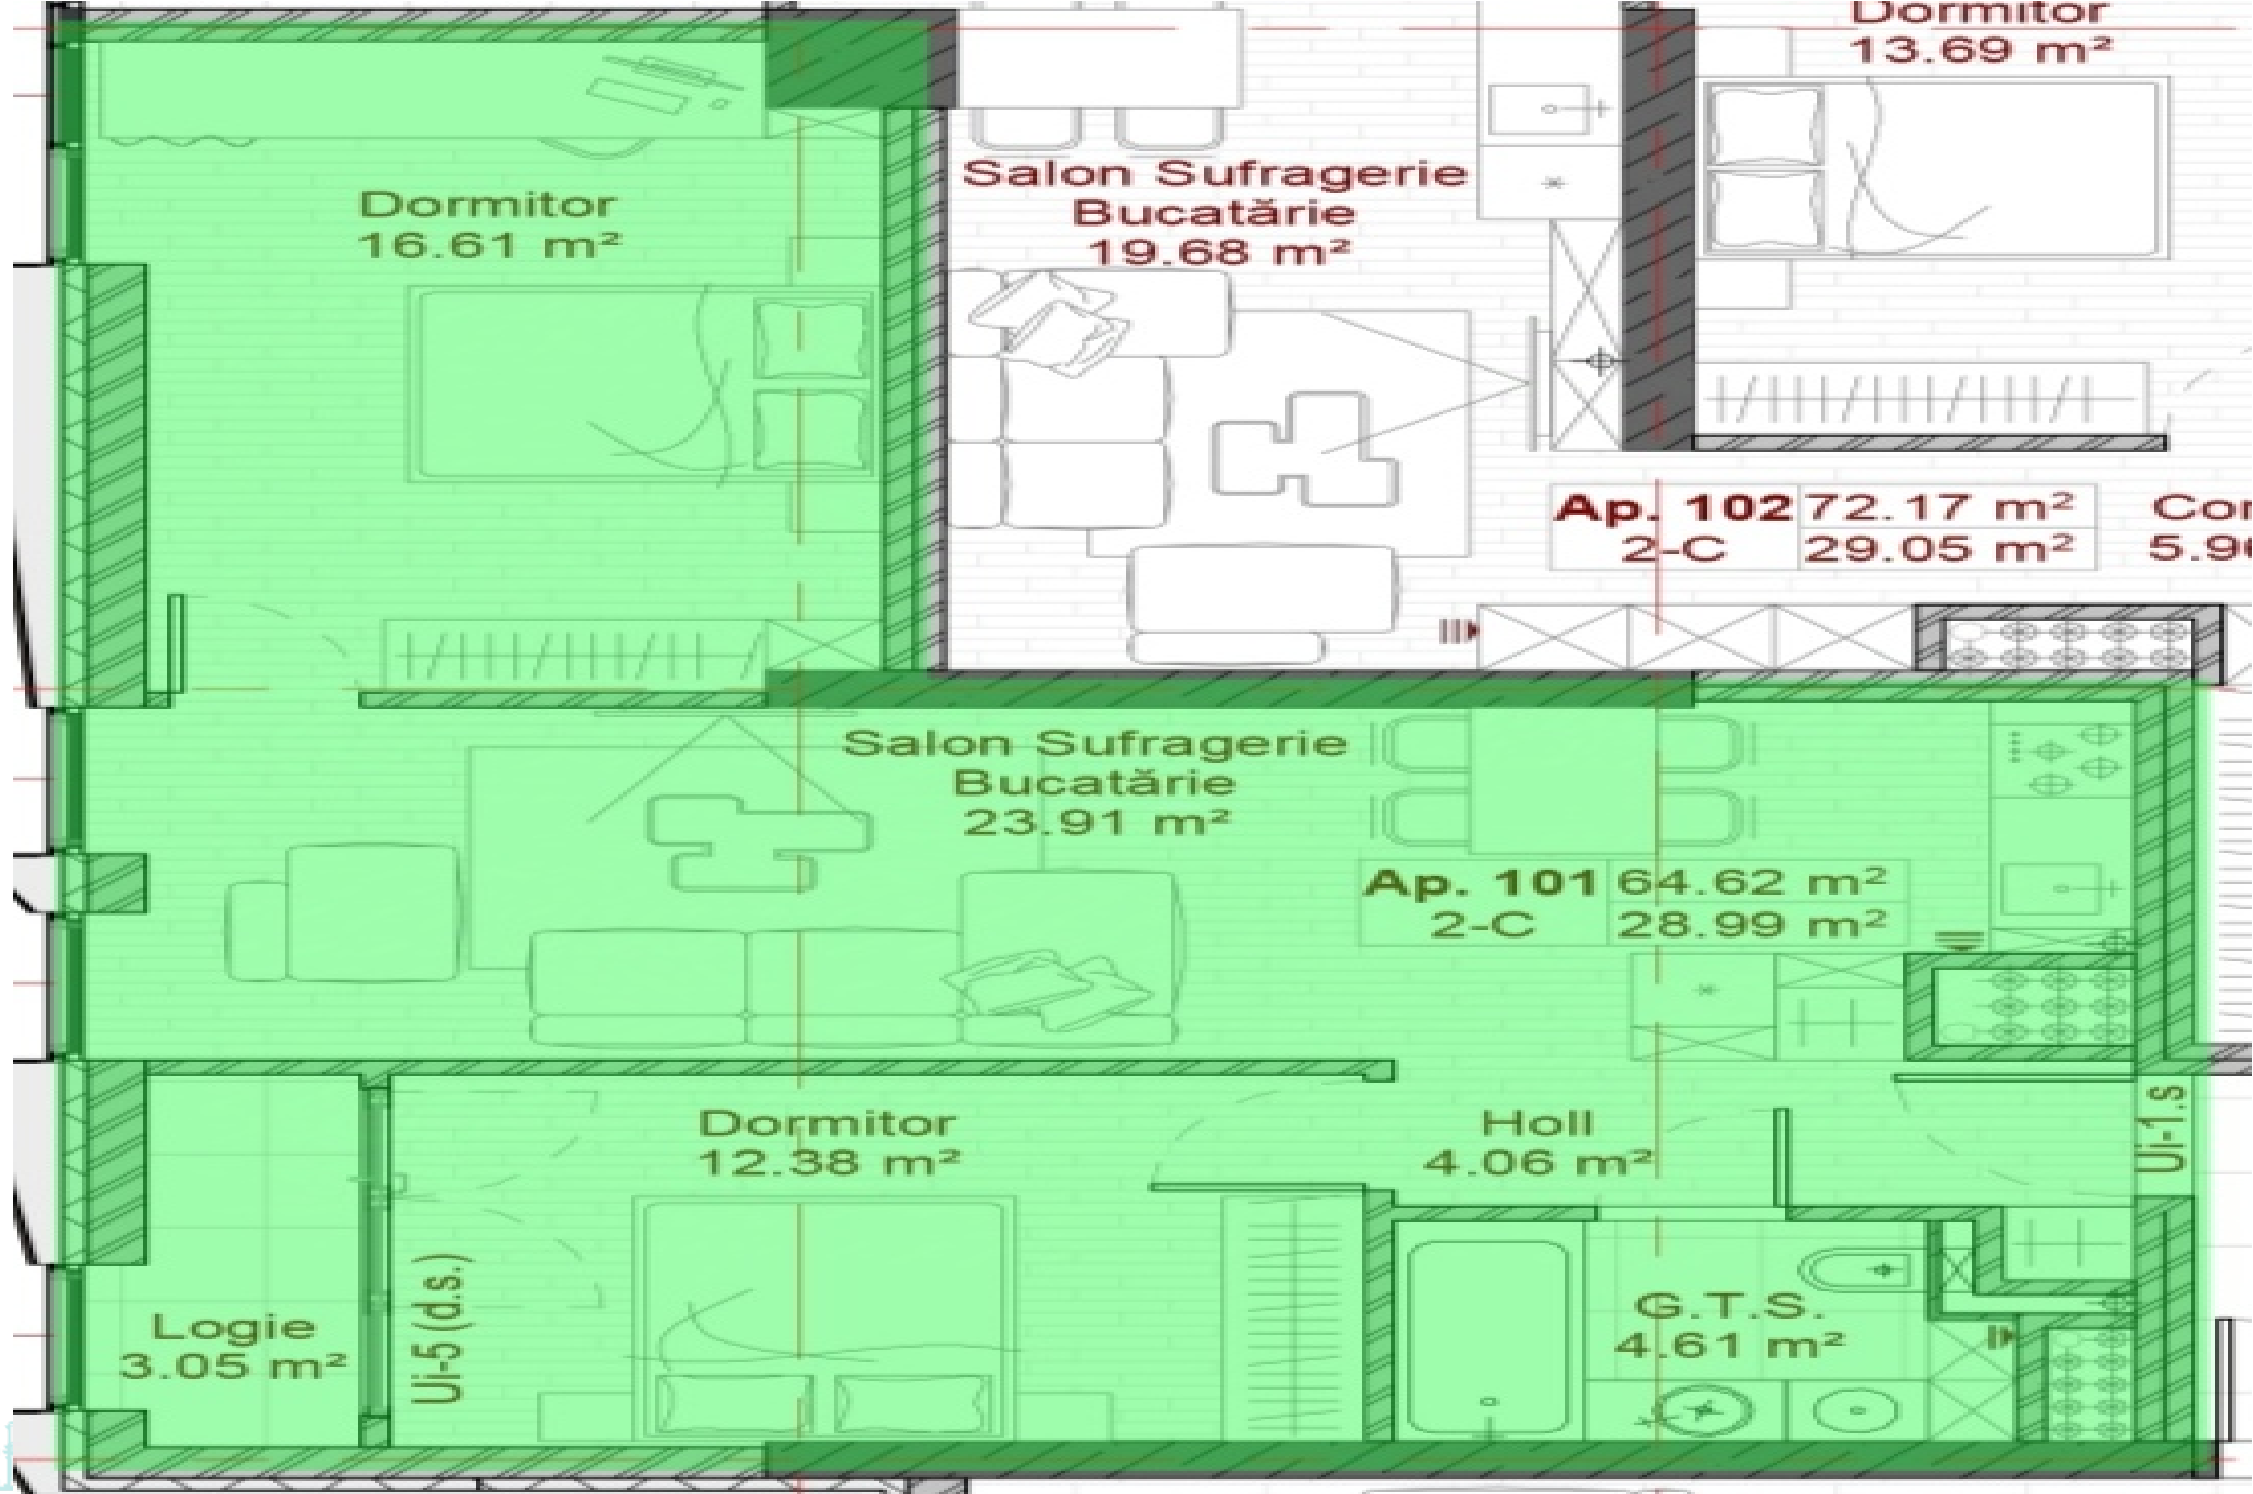 Dormitor
13.69 m²
Salon Sufragerie
Bucatărie
19.68 m²
Dormitor
16.61 m²
Ap. 102 72.17 m²
2-C 29.05 m²
Salon Sufragerie
Bucatărie
23.91 m²
Ap. 101 64.62 m²
2-C 28.99 m²
Dormitor
12.38 m²
Holl
4.06 m²
Ui-1.s
Logie
3.05 m²
Ui-5 (d.s.)
G.T.S.
4.61 m²